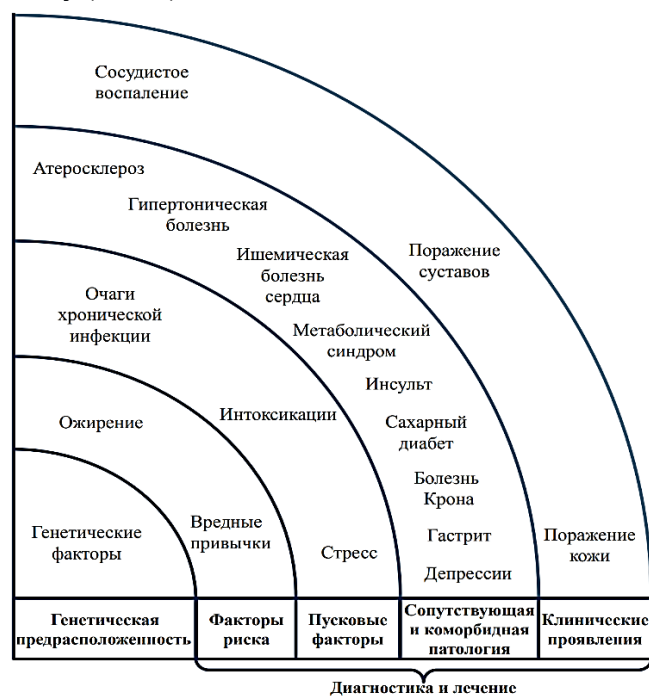 Сосудистое
воспаление
Атеросклероз
Гипертоническая
болезнь
Ишемическая
болезнь
сердца
Поражение
суставов
Очаги
хронической
инфекции
Метаболический
синдром
Инсульт
Ожирение
Интоксикации
Сахарный
диабет
Болезнь
Крона
Генетические
факторы
Вредные
привычки
Стресс
Гастрит
Депрессии
Поражение
кожи
Генетическая
предрасположенность
Факторы
риска
Пусковые
факторы
Сопутствующая
и коморбидная
патология
Клинические
проявления
Диагностика и лечение